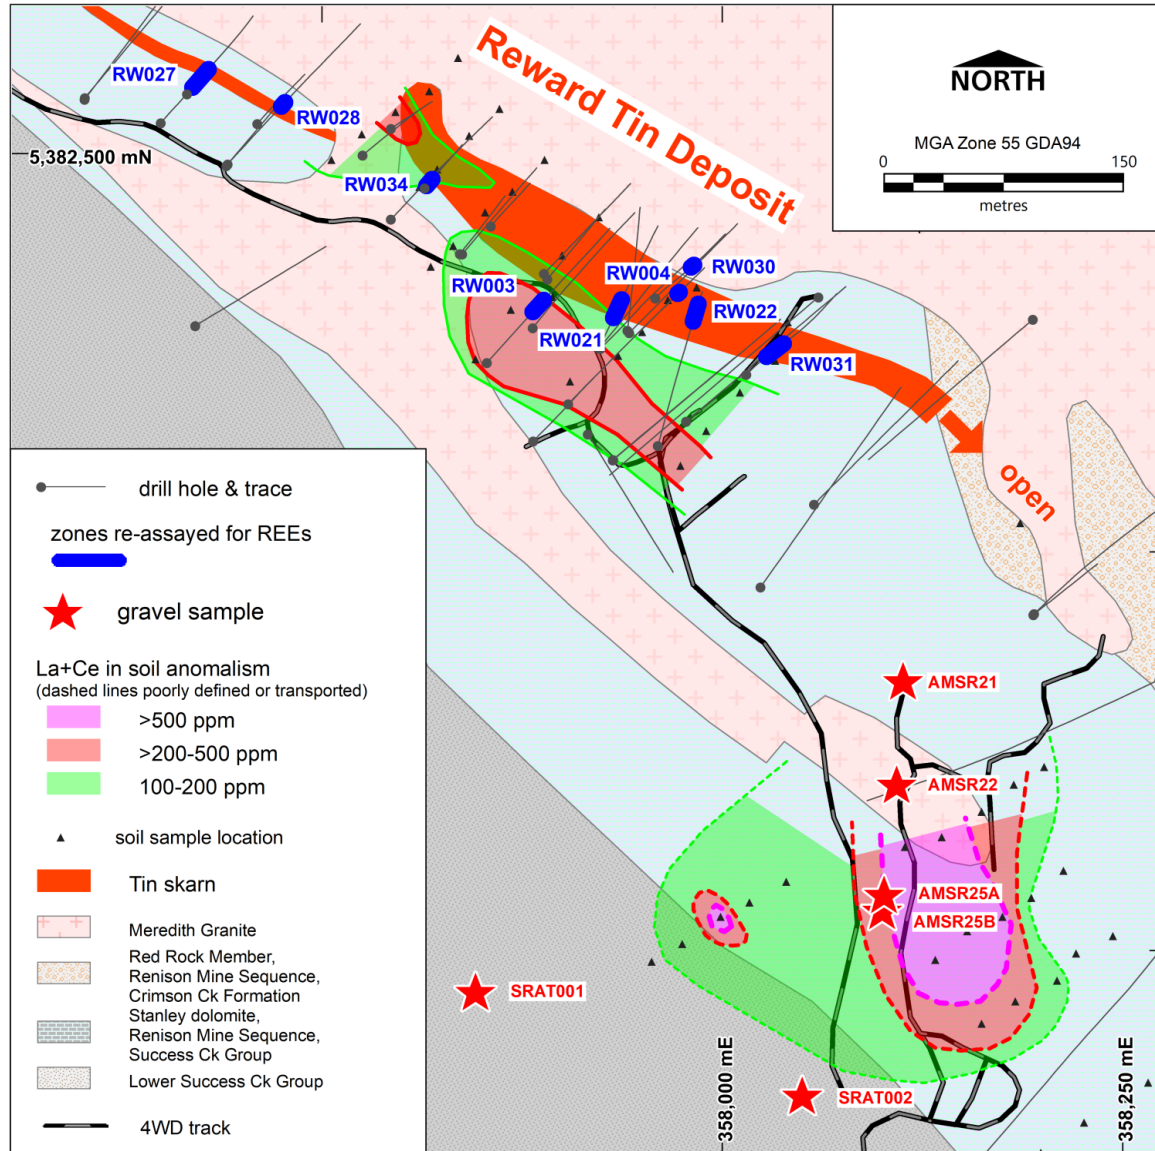 Reward Tin Deposit
NORTH
MGA Zone 55 GDA94
0 150
metres
RW027
RW028
5,382,500 mN
RW034
RW030
RW004
RW003
RW022
RW021
RW031
open
drill hole & trace
zones re-assayed for REEs
gravel sample
La+Ce in soil anomalism
(dashed lines poorly defined or transported)
>500 ppm
>200-500 ppm
100-200 ppm
soil sample location
Tin skarn
Meredith Granite
Red Rock Member,
Renison Mine Sequence,
Crimson Ck Formation
Stanley dolomite,
Renison Mine Sequence,
Success Ck Group
Lower Success Ck Group
4WD track
AMSR21
AMSR22
AMSR25A
AMSR25B
SRAT001
SRAT002
358,000 mE
358,250 mE